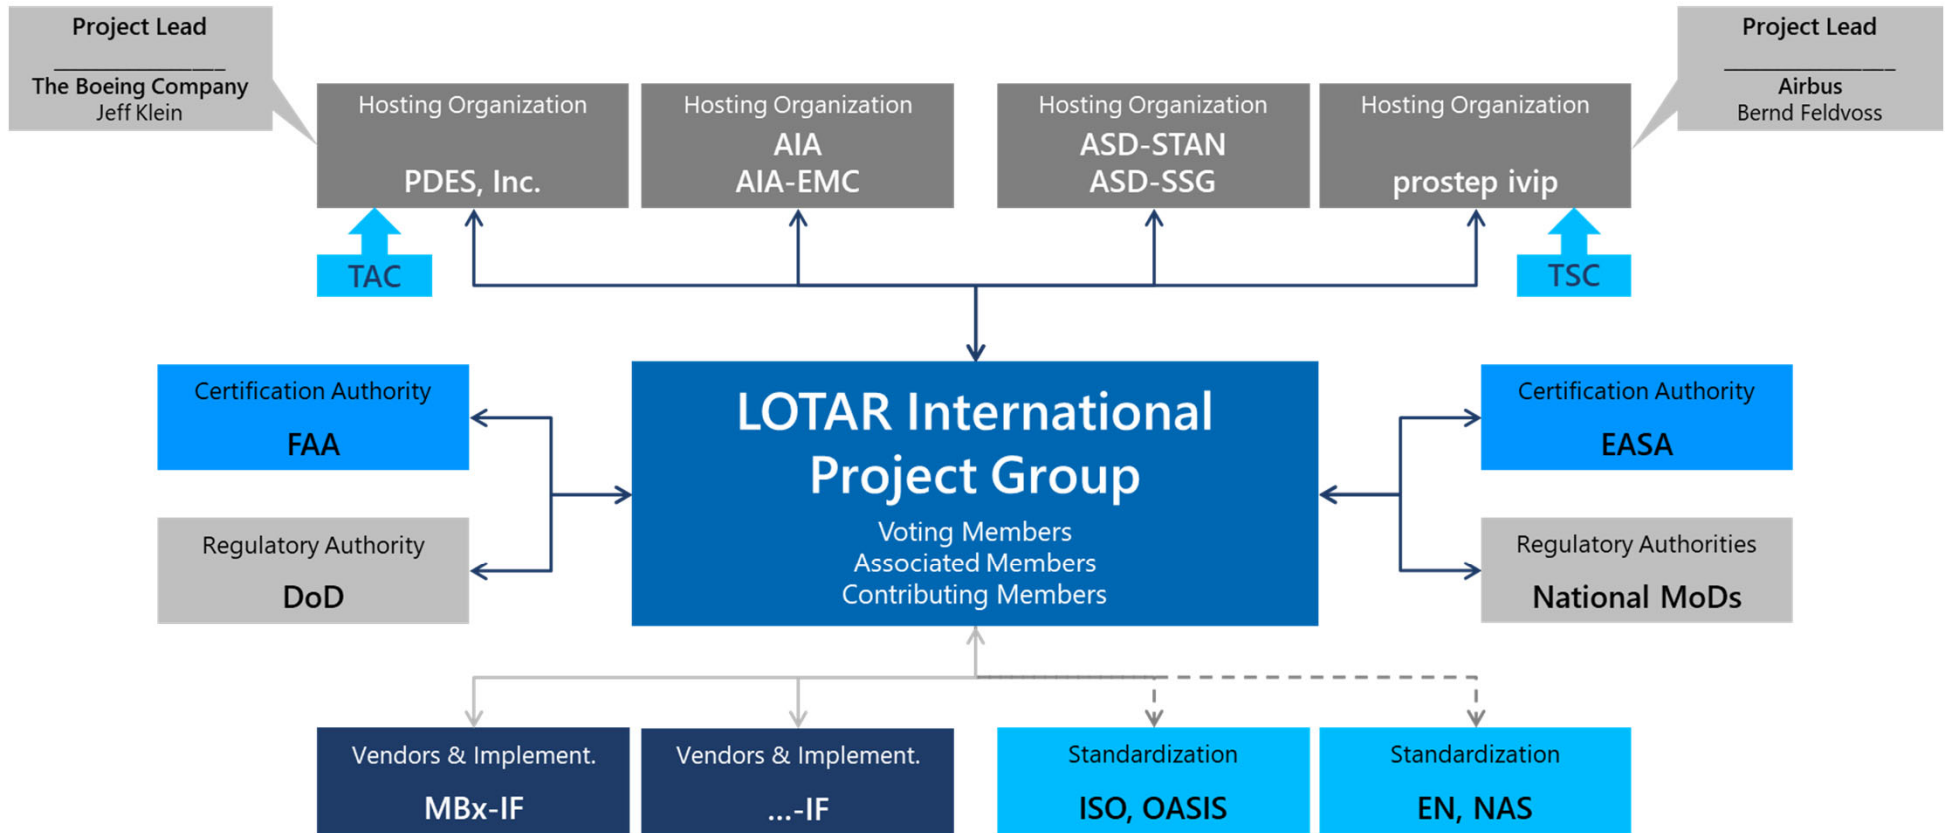 Project Lead
The Boeing Company
Jeff Klein
Project Lead
Airbus
Bernd Feldvoss
Hosting Organization
PDES, Inc.
Hosting Organization
AIA
AIA-EMC
Hosting Organization
ASD-STAN
ASD-SSG
Hosting Organization
prostep ivip
TAC
TSC
Certification Authority
FAA
Regulatory Authority
DoD
LOTAR International
Project Group
Voting Members
Associated Members
Contributing Members
Certification Authority
EASA
Regulatory Authorities
National MoDs
Vendors & Implement.
MBx-IF
Vendors & Implement.
...-IF
Standardization
ISO, OASIS
Standardization
EN, NAS